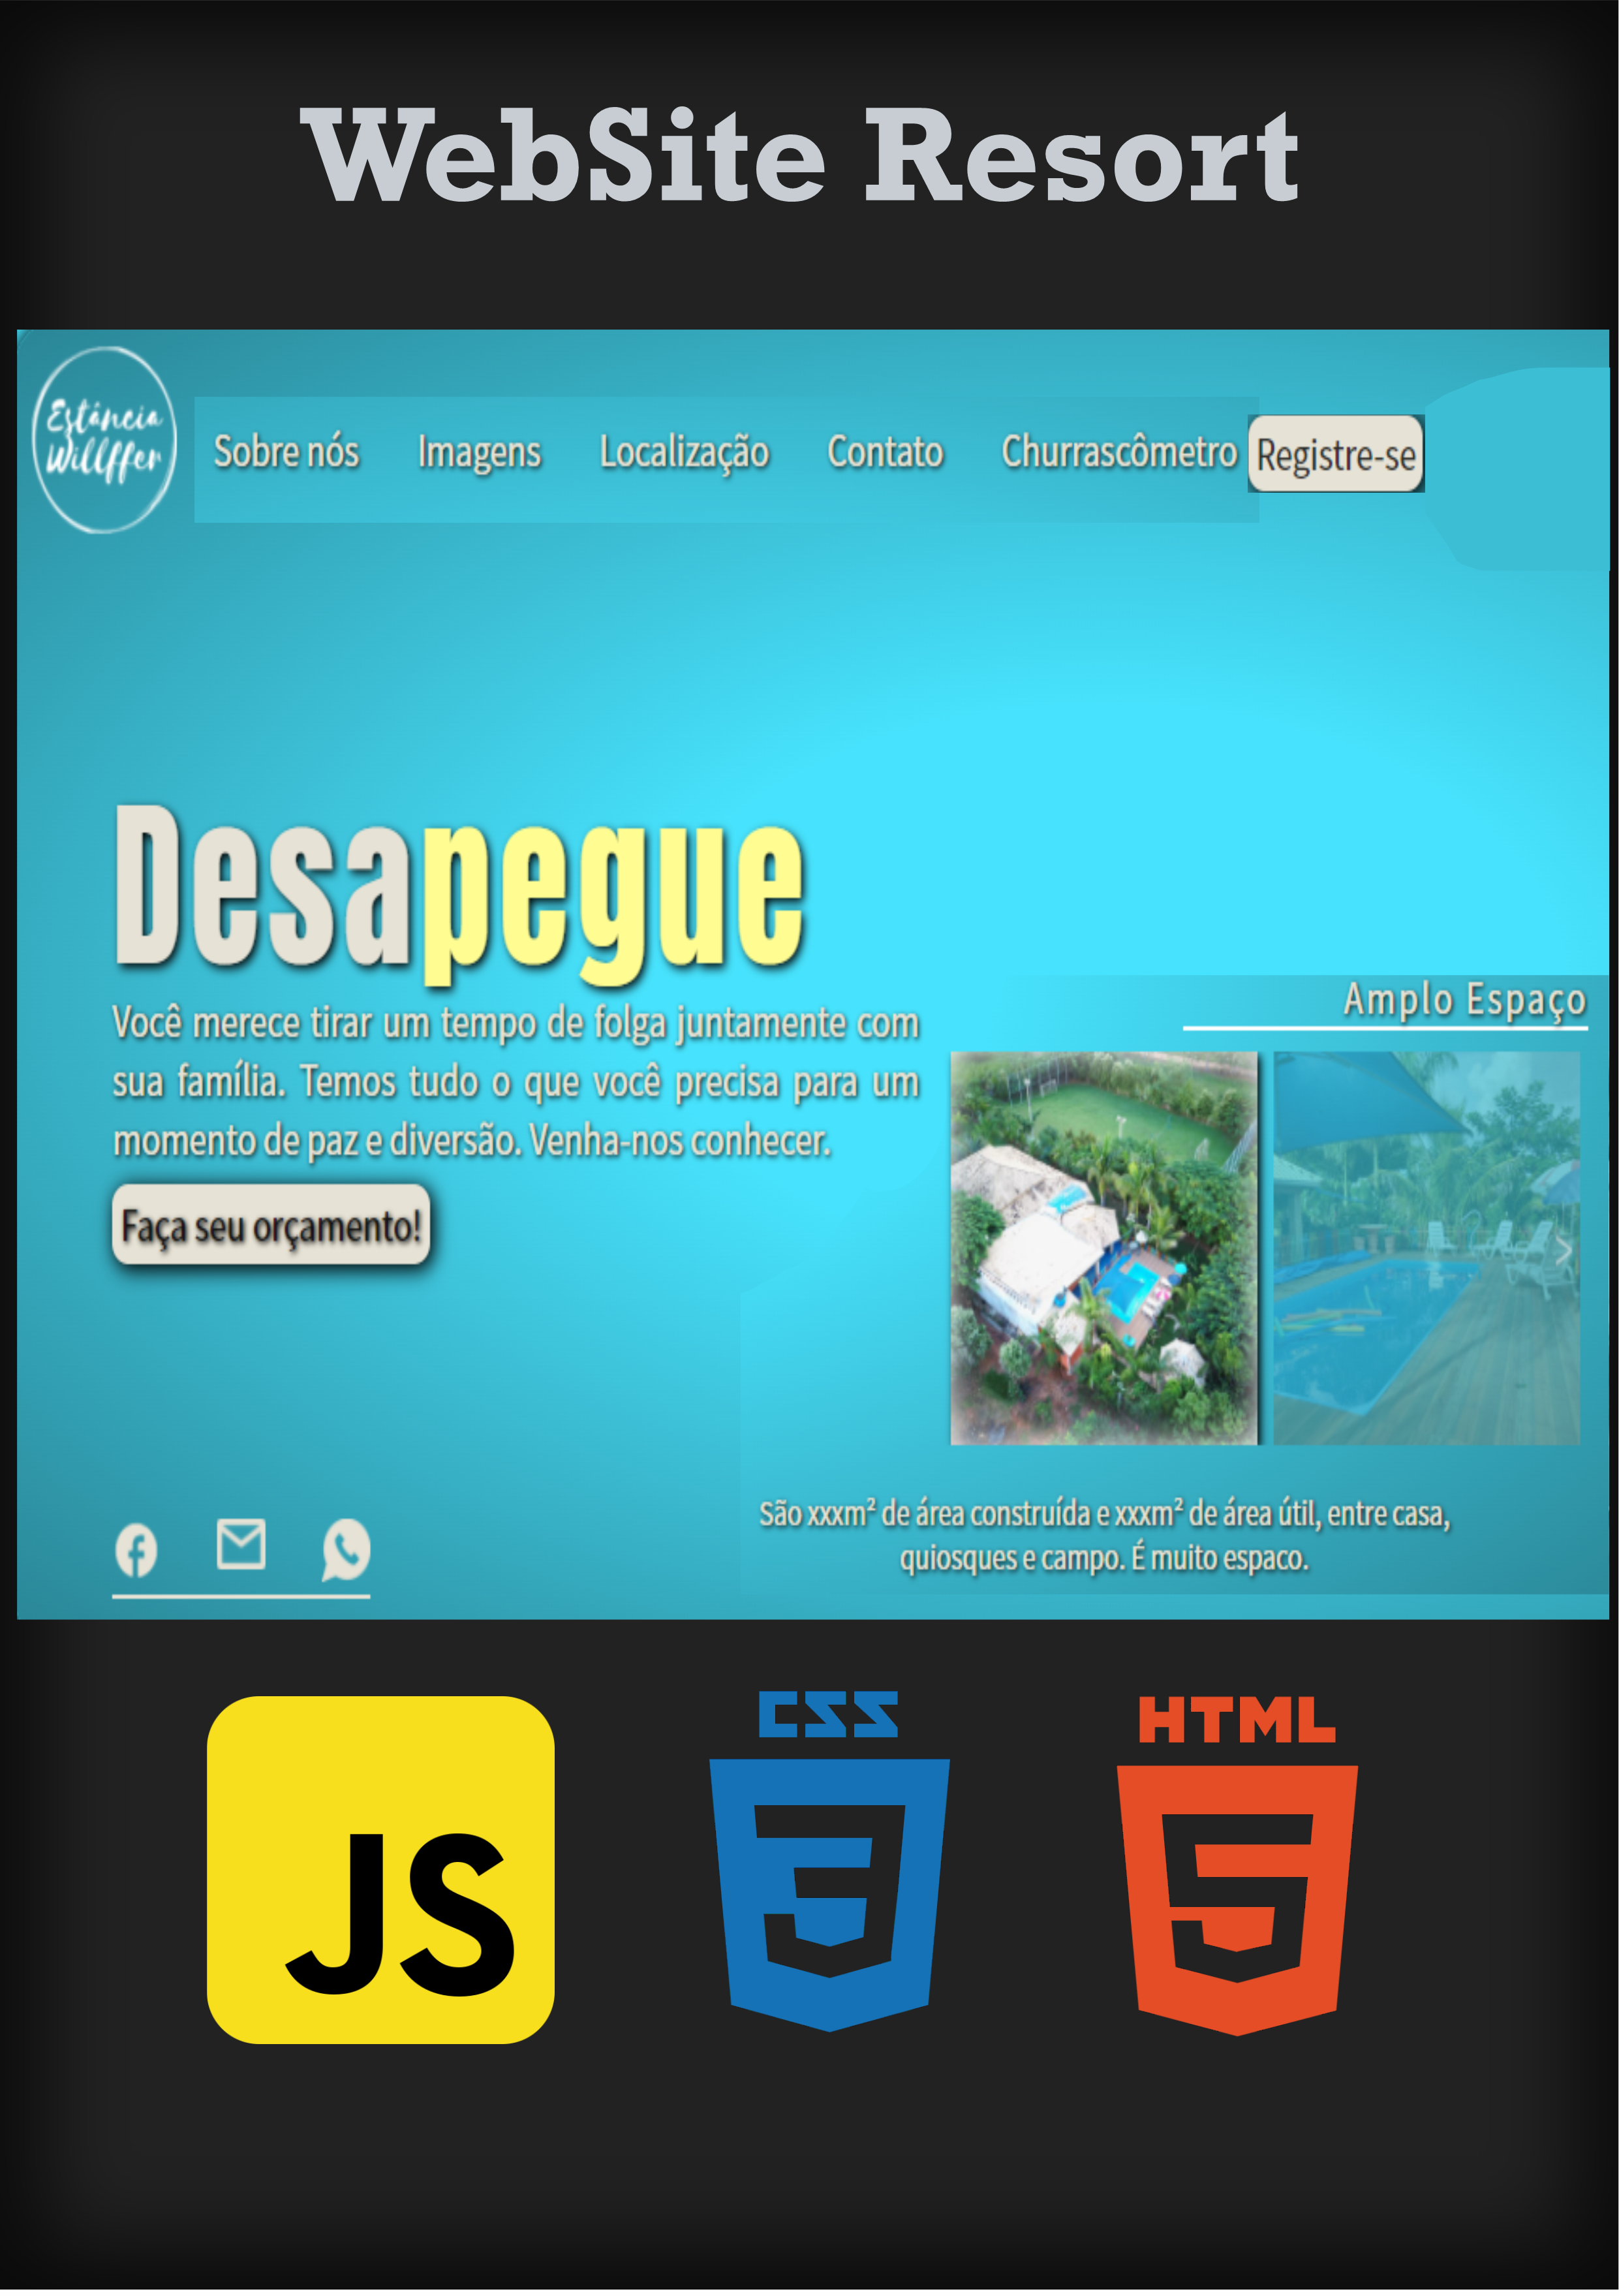 WebSite Resort
Estância
Willffer
Sobre nós Imagens Localização Contato Churrascômetro Registre-se
Desapegue
Você merece tirar um tempo de folga juntamente com
sua família. Temos tudo o que você precisa para um
momento de paz e diversão. Venha-nos conhecer.
Faça seu orçamento!
Amplo Espaço
São xxxm² de área construída e xxxm² de área útil, entre casa,
quiosques e campo. É muito espaco.
JS
CSS
3
HTML
5